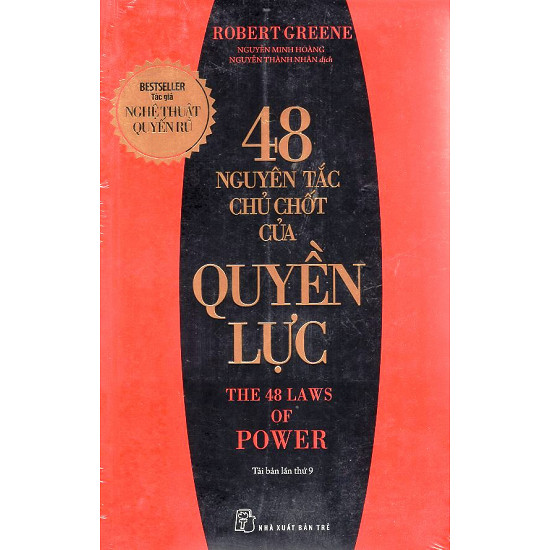 ROBERT GREENE
NGUYỄN MINH HOÀNG
NGUYỄN THÀNH NHÂN dịch
BESTSELLER
Tác giả
NGHỆ THUẬT
QUYẾN RŨ
48
NGUYÊN TẮC
CHỦ CHỐT
CỦA
QUYỀN
LỰC
THE 48 LAWS
OF
POWER
Tái bản lần thứ 9
NHÀ XUẤT BẢN TRẺ